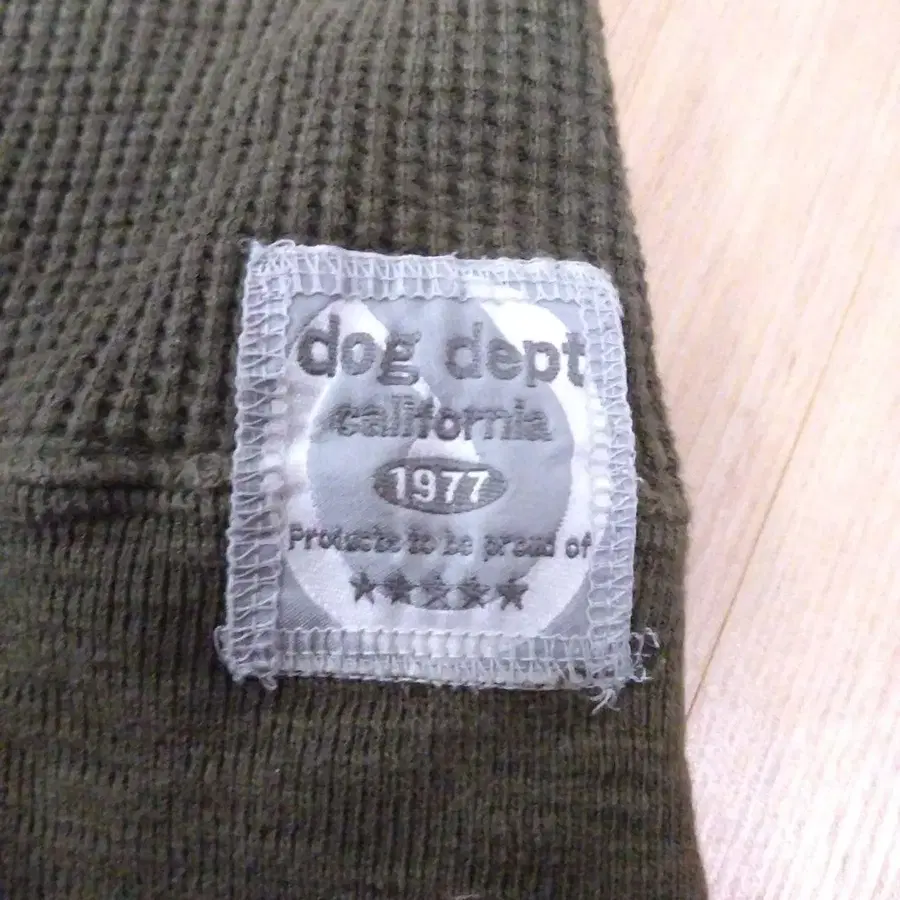 dog dept
california
1977
Products to be proud of
★★★★★